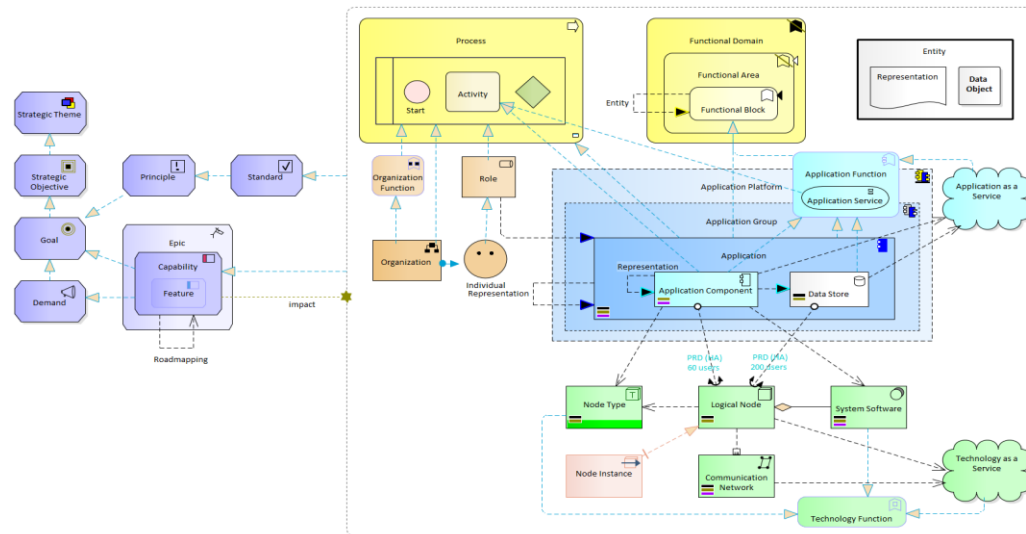 Process
Start
Activity
Functional Domain
Functional Area
Entity
Functional Block
Entity
Representation
Data
Object
Strategic Theme
Strategic
Objective
Principle
Standard
Goal
Demand
Epic
Capability
Feature
Roadmapping
impact
Organization
Function
Role
Organization
Individual
Representation
Application Platform
Application Function
Application Service
Application as a
Service
Application Group
Application
Representation
Application Component
Data Store
PRD (MA)
60 users
PRD (MA)
200 users
Node Type
T
Logical Node
System Software
Node Instance
Communication
Network
Technology as a
Service
Technology Function